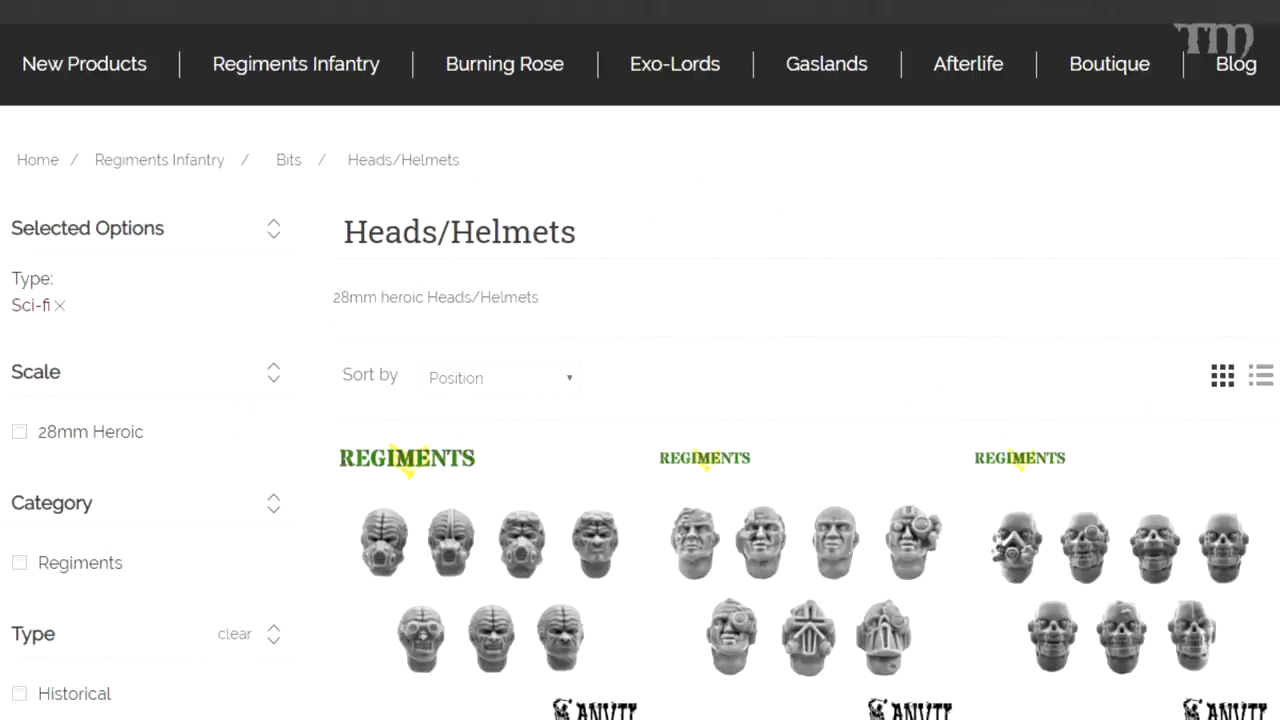 TM
New Products
Regiments Infantry
Burning Rose
Exo-Lords
Gaslands
Afterlife
Boutique
Blog
Home / Regiments Infantry / Bits / Heads/Helmets
Selected Options
Type:
Sci-fi
Scale
28mm Heroic
Category
Regiments
Type
clear
Historical
Heads/Helmets
28mm heroic Heads/Helmets
Sort by Position
REGIMENTS
REGIMENTS
REGIMENTS